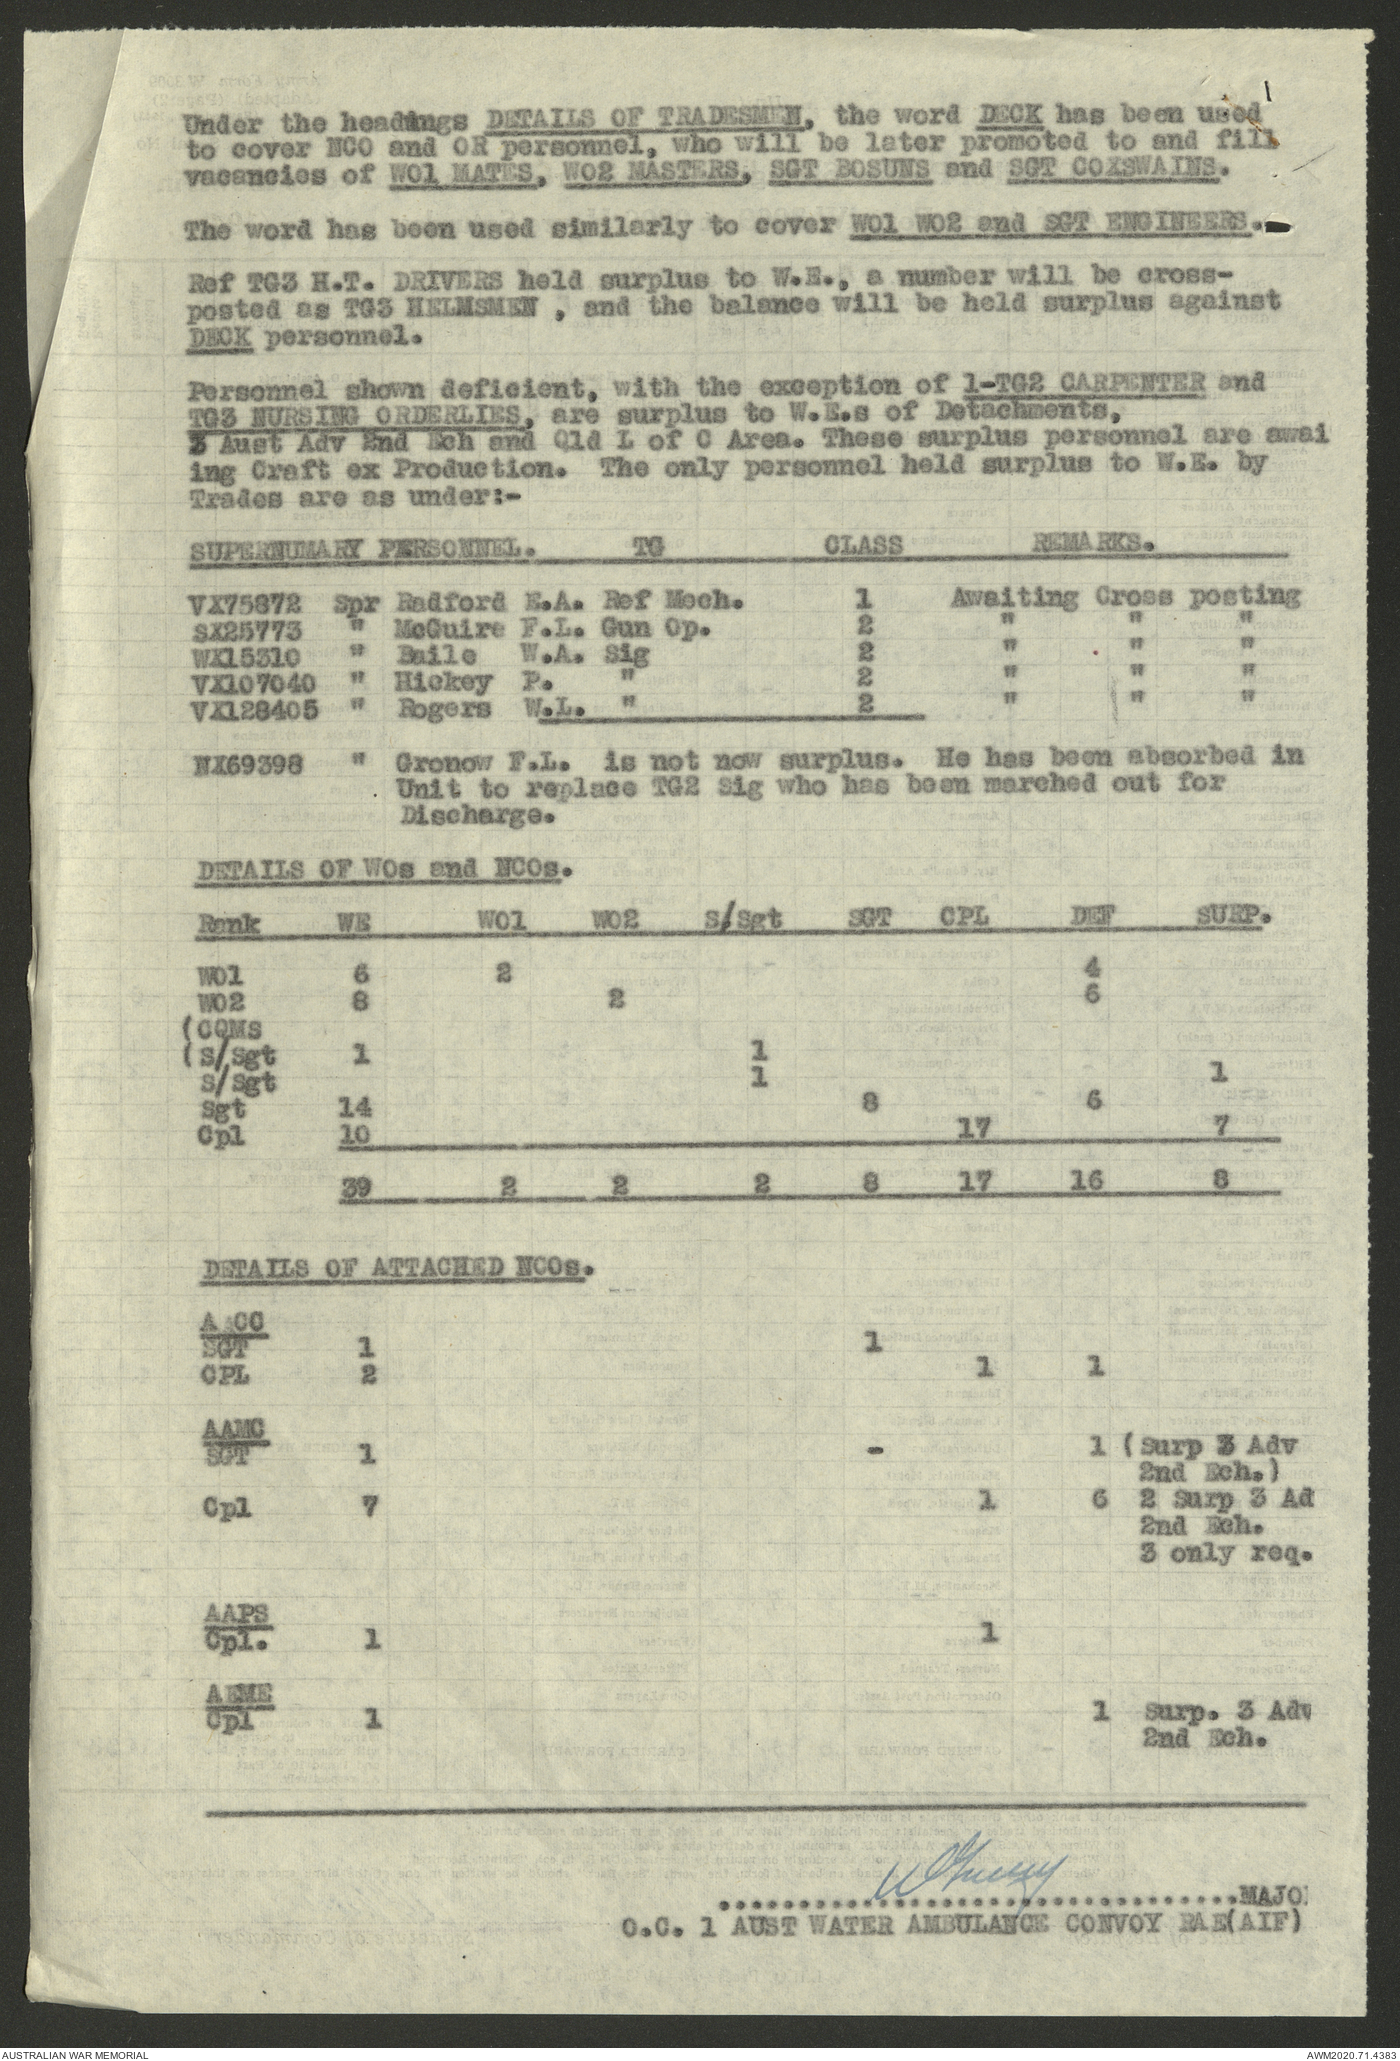 Under the headings DETAILS OF TRADESMEN, the word DECK has been used
to cover NCO and OR personnel, who will be later promoted to and fill
vacancies of WO1 MATES, WO2 MASTERS, SGT BOSUNS and SGT COXSWAINS.
The word has been used similarly to cover WO1 WO2 and SGT ENGINEERS.
Ref TG3 H.T. DRIVERS held surplus to W.E., a number will be cross-
posted as TG3 HELMSMEN , and the balance will be held surplus against
DECK personnel.
Personnel shown deficient, with the exception of 1-TG2 CARPENTER and
TG3 NURSING ORDERLIES, are surplus to W.E.s of Detachments,
3 Aust Adv 2nd Ech and Qld L of C Area. These surplus personnel are awai
ing Craft ex Production. The only personnel held surplus to W.E. by
Trades are as under:-
SUPERNUMARY PERSONNEL. TG CLASS REMARKS.
VX75872 Spr Radford E.A. Ref Mech. 1 Awaiting Cross posting
SX25773 " McGuire F.L. Gun Op. 2 " " "
WX15310 " Baile W.A. Sig 2 " " "
VX107040 " Hickey P. " 2 " " "
VX128405 " Rogers W.L. " 2 " " "
NX69398 " Gronow F.L. is not now surplus. He has been absorbed in
Unit to replace TG2 Sig who has been marched out for
Discharge.
DETAILS OF WOs and NCOs.
Rank WE WO1 WO2 S/Sgt SGT CPL DEF SURP.
WO1 6 2 4
WO2 8 2 6
(CQMS
(S/Sgt 1 1
S/Sgt 1 1
Sgt 14 8 6
Cpl 10 17 7
39 2 2 2 8 17 16 8
DETAILS OF ATTACHED NCOs.
AACC
SGT 1 1
CPL 2 1 1
AAMC
SGT 1 - 1 (Surp 3 Adv
2nd Ech.)
Cpl 7 1 6 2 Surp 3 Ad
2nd Ech.
3 only req.
AAPS
Cpl. 1 1
AEME
Cpl 1 1 Surp. 3 Adv
2nd Ech.
........................................MAJO
O.C. 1 AUST WATER AMBULANCE CONVOY RAE(AIF)
AUSTRALIAN WAR MEMORIAL
AWM2020.71.4383